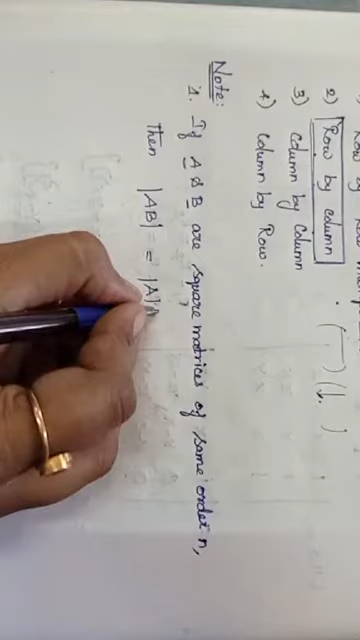 2) Row by column
3) Column by Column
4) Column by Row.
Note:
1. If A & B are square matrices of same order n,
Then |AB| = |A|